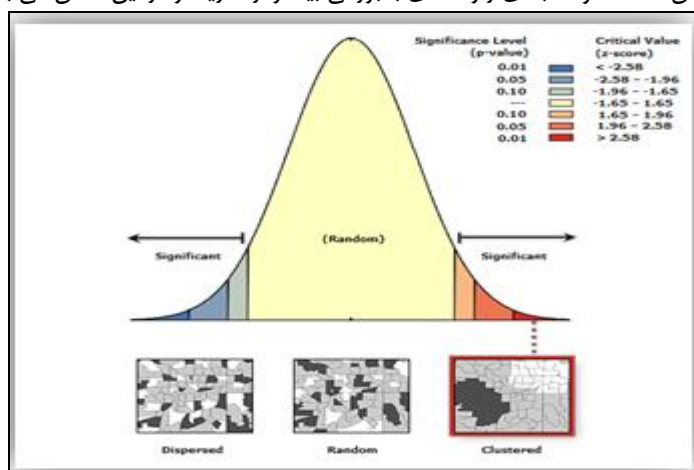 Significance Level Critical Value
(p-value) (z-score)
0.01 < -2.58
0.05 -2.58 - -1.96
0.10 -1.96 - -1.65
--- -1.65 - 1.65
0.10 1.65 - 1.96
0.05 1.96 - 2.58
0.01 > 2.58
(Random)
Significant Significant
Dispersed Random Clustered